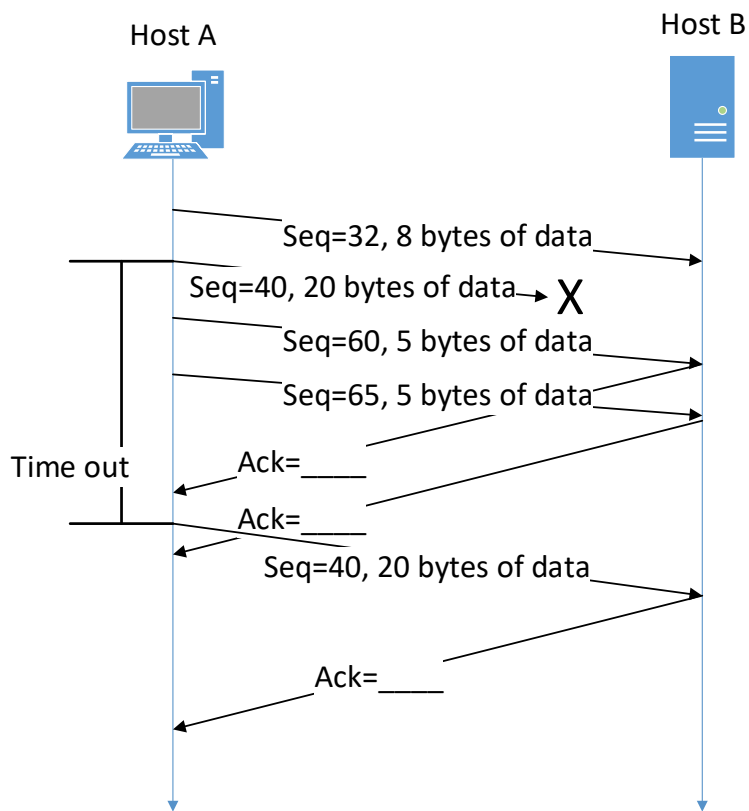 Host A
Host B
Seq=32, 8 bytes of data
Seq=40, 20 bytes of data
X
Seq=60, 5 bytes of data
Seq=65, 5 bytes of data
Ack=____
Time out
Ack=____
Seq=40, 20 bytes of data
Ack=____